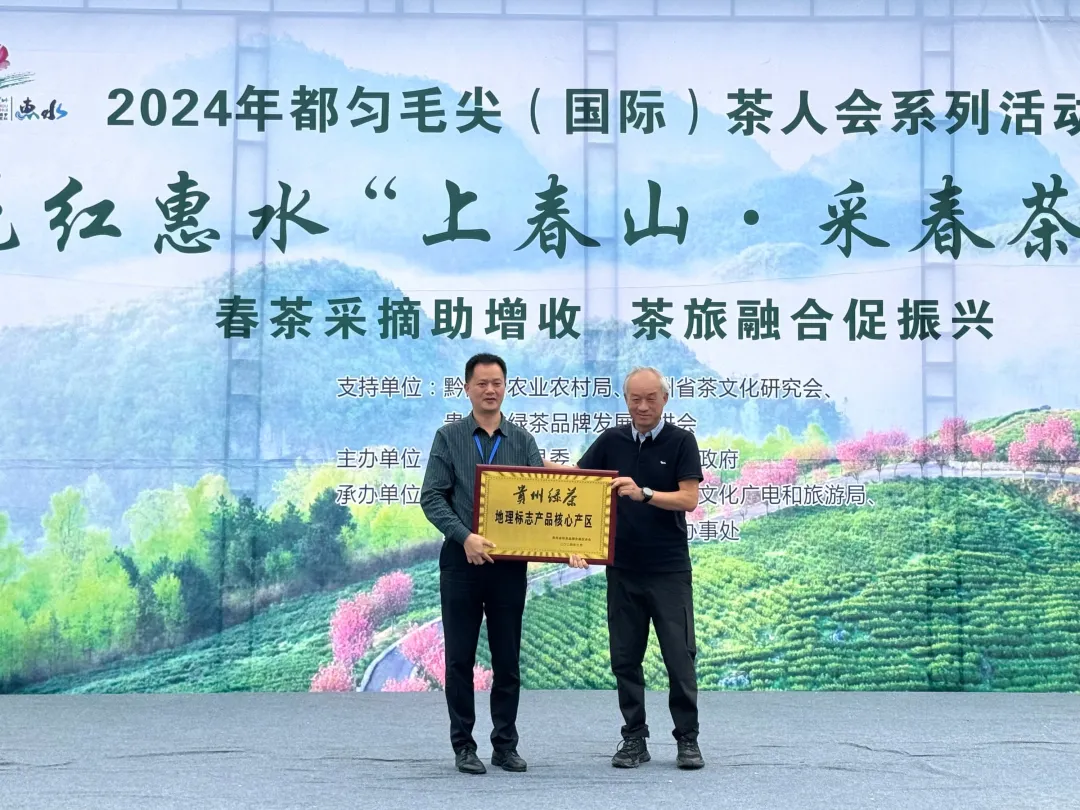 惠水
2024年都匀毛尖（国际）茶人会系列活动
红惠水“上春山·采春茶
春茶采摘助增收 茶旅融合促振兴
支持单位：黔 农业农村局、 州省茶文化研究会、
贵 绿茶品牌发展 进会
主办单位 委 政府
承办单位 文化广电和旅游局、
办事处
貴州绿茶
地理标志产品核心产区